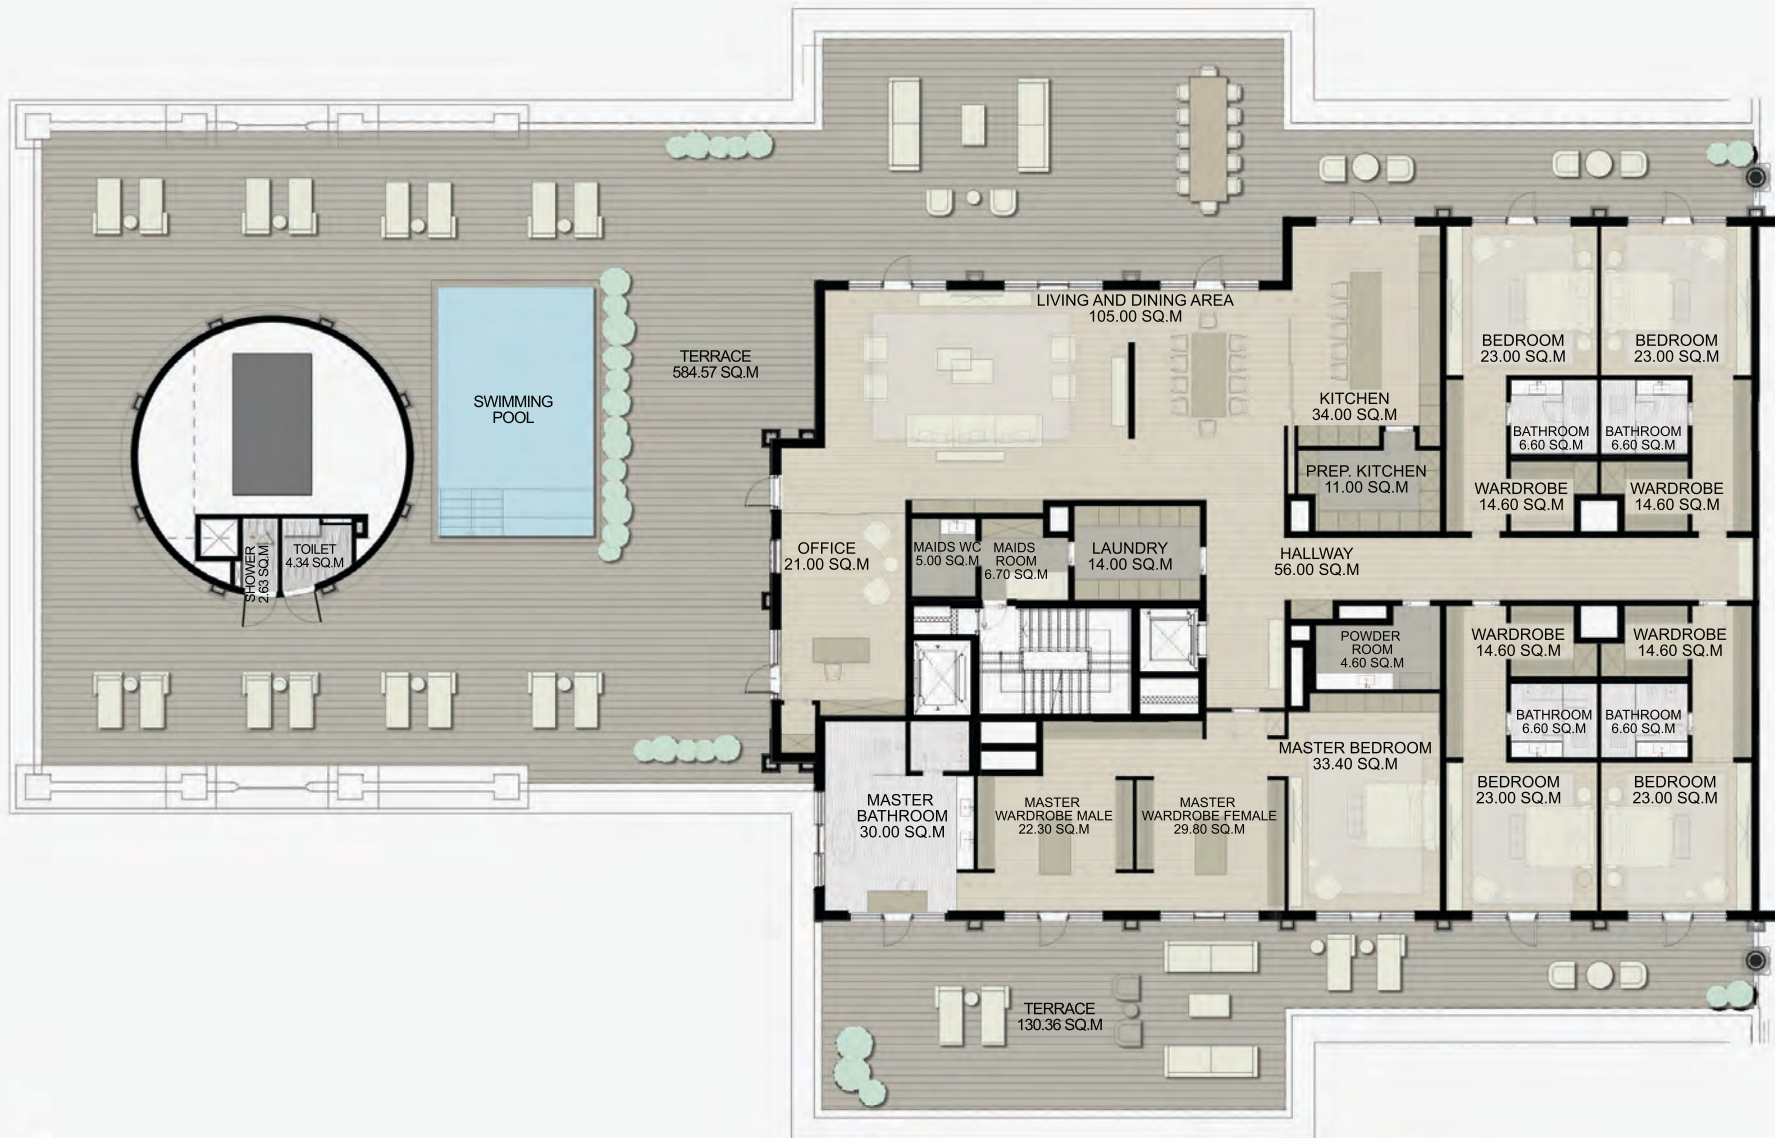 LIVING AND DINING AREA
105.00 SQ.M
TERRACE
584.57 SQ.M
SWIMMING
POOL
KITCHEN
34.00 SQ.M
BEDROOM
23.00 SQ.M
BEDROOM
23.00 SQ.M
BATHROOM
6.60 SQ.M
BATHROOM
6.60 SQ.M
PREP. KITCHEN
11.00 SQ.M
WARDROBE
14.60 SQ.M
WARDROBE
14.60 SQ.M
SHOWER
2.63 SQ.M
TOILET
4.34 SQ.M
OFFICE
21.00 SQ.M
MAIDS WC
5.00 SQ.M
MAIDS
ROOM
6.70 SQ.M
LAUNDRY
14.00 SQ.M
HALLWAY
56.00 SQ.M
POWDER
ROOM
4.60 SQ.M
WARDROBE
14.60 SQ.M
WARDROBE
14.60 SQ.M
BATHROOM
6.60 SQ.M
BATHROOM
6.60 SQ.M
MASTER BEDROOM
33.40 SQ.M
BEDROOM
23.00 SQ.M
BEDROOM
23.00 SQ.M
MASTER
BATHROOM
30.00 SQ.M
MASTER
WARDROBE MALE
22.30 SQ.M
MASTER
WARDROBE FEMALE
29.80 SQ.M
TERRACE
130.36 SQ.M